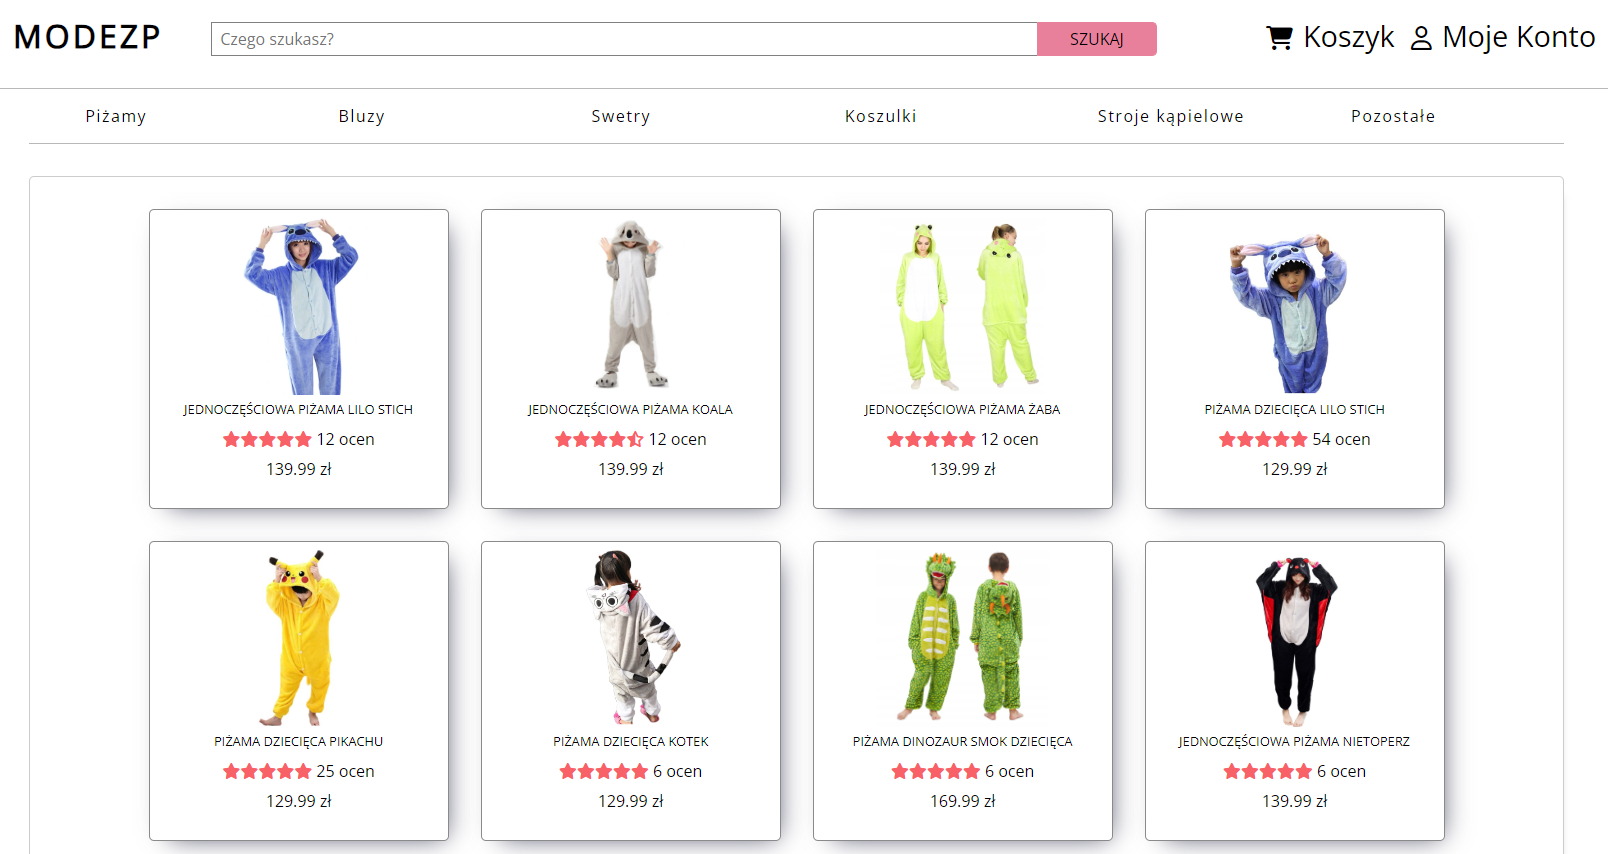 MODEZP
Czego szukasz?
SZUKAJ
Koszyk
Moje Konto
Piżamy
Bluzy
Swetry
Koszulki
Stroje kąpielowe
Pozostałe
JEDNOCZĘŚCIOWA PIŻAMA LILO STICH
12 ocen
139.99 zł
JEDNOCZĘŚCIOWA PIŻAMA KOALA
12 ocen
139.99 zł
JEDNOCZĘŚCIOWA PIŻAMA ŻABA
12 ocen
139.99 zł
PIŻAMA DZIECIĘCA LILO STICH
54 ocen
129.99 zł
PIŻAMA DZIECIĘCA PIKACHU
25 ocen
129.99 zł
PIŻAMA DZIECIĘCA KOTEK
6 ocen
129.99 zł
PIŻAMA DINOZAUR SMOK DZIECIĘCA
6 ocen
169.99 zł
JEDNOCZĘŚCIOWA PIŻAMA NIETOPERZ
6 ocen
139.99 zł